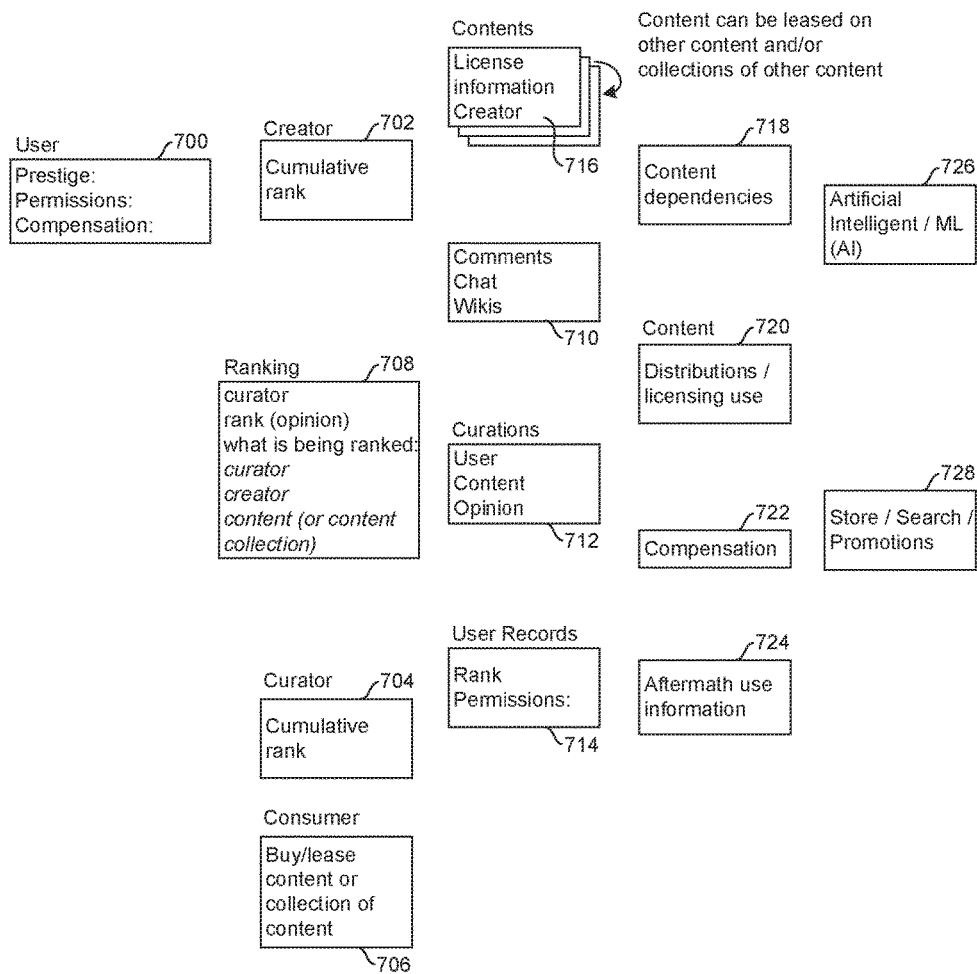 Contents
License
information
Creator
716
Content can be leased on
other content and/or
collections of other content
User
700
Prestige:
Permissions:
Compensation:
Creator
702
Cumulative
rank
718
Content
dependencies
726
Artificial
Intelligent / ML
(AI)
Comments
Chat
Wikis
710
Content
720
Distributions /
licensing use
Ranking
708
curator
rank (opinion)
what is being ranked:
curator
creator
content (or content
collection)
Curations
User
Content
Opinion
712
722
Compensation
728
Store / Search /
Promotions
User Records
Rank
Permissions:
714
724
Aftermath use
information
Curator
704
Cumulative
rank
Consumer
Buy/lease
content or
collection of
content
706